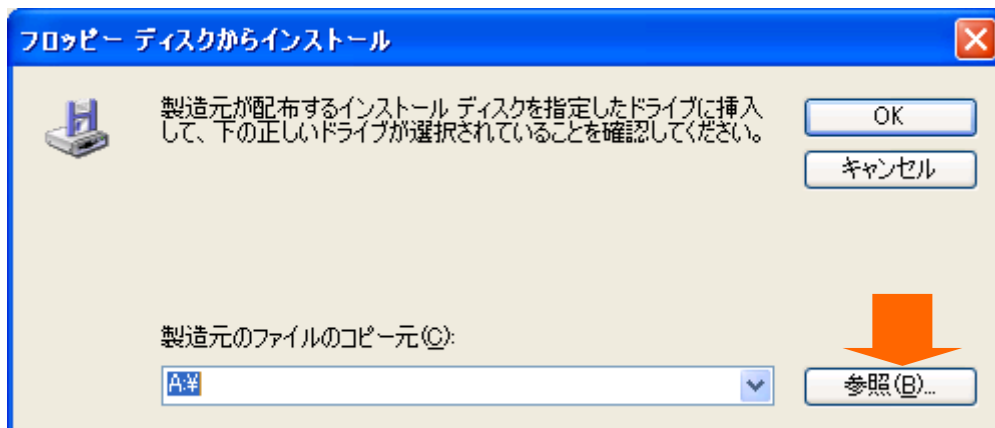 フロッピー ディスクからインストール
製造元が配布するインストール ディスクを指定したドライブに挿入
して、下の正しいドライブが選択されていることを確認してください。
OK
キャンセル
製造元のファイルのコピー元(C):
A:¥
参照(B)...